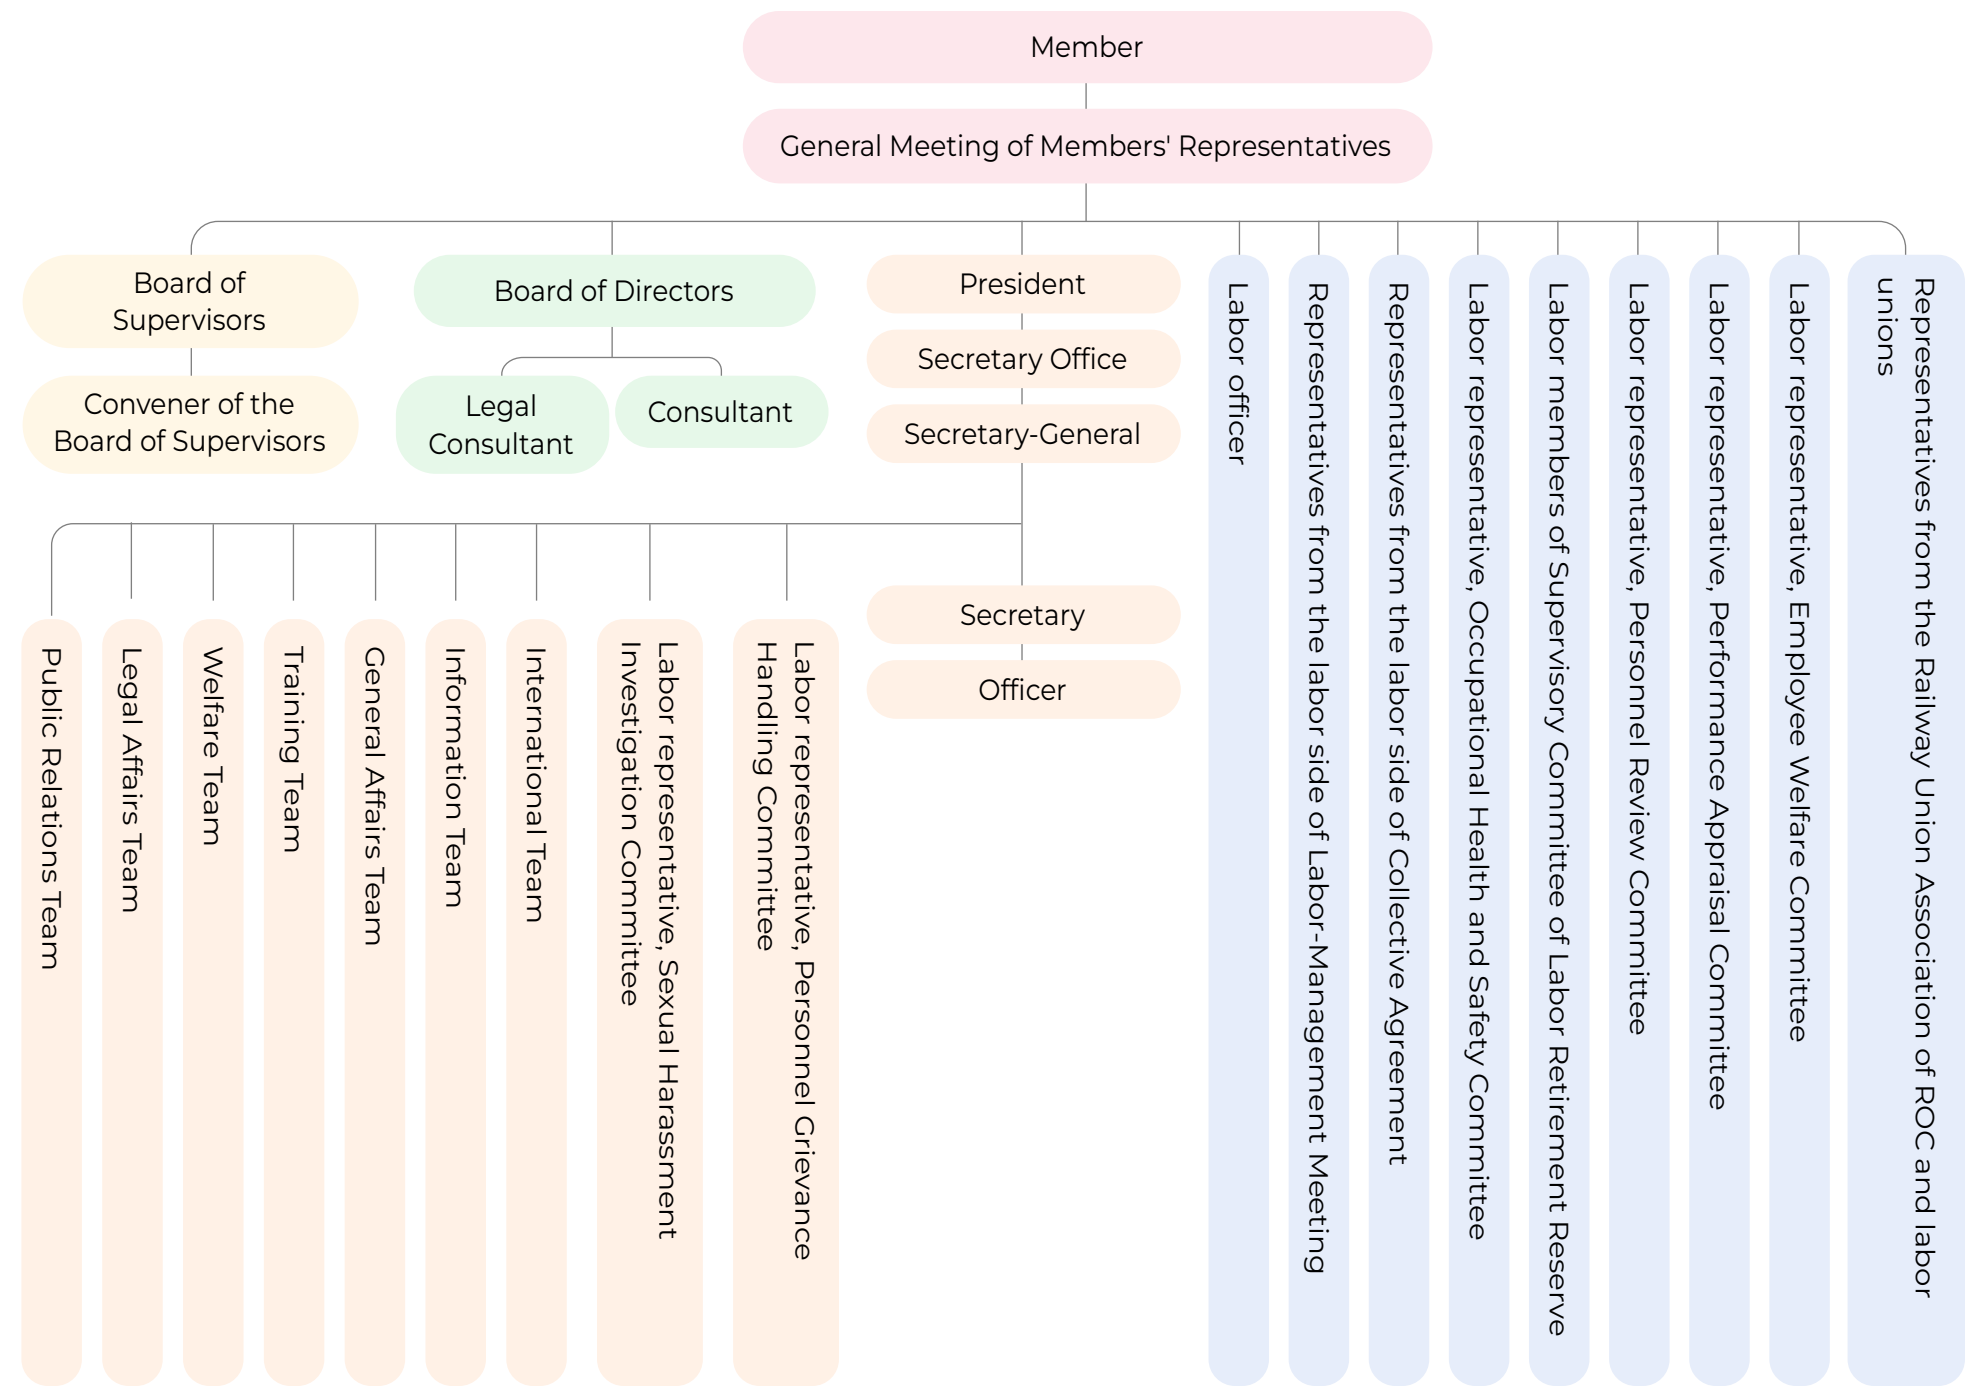 Member
General Meeting of Members' Representatives
Board of
Supervisors
Convener of the
Board of Supervisors
Board of Directors
Legal
Consultant
Consultant
President
Secretary Office
Secretary-General
Secretary
Officer
Public Relations Team
Legal Affairs Team
Welfare Team
Training Team
General Affairs Team
Information Team
International Team
Labor representative, Sexual Harassment
Investigation Committee
Labor representative, Personnel Grievance
Handling Committee
Labor officer
Representatives from the labor side of Labor-Management Meeting
Representatives from the labor side of Collective Agreement
Labor representative, Occupational Health and Safety Committee
Labor members of Supervisory Committee of Labor Retirement Reserve
Labor representative, Personnel Review Committee
Labor representative, Performance Appraisal Committee
Labor representative, Employee Welfare Committee
Representatives from the Railway Union Association of ROC and labor
unions